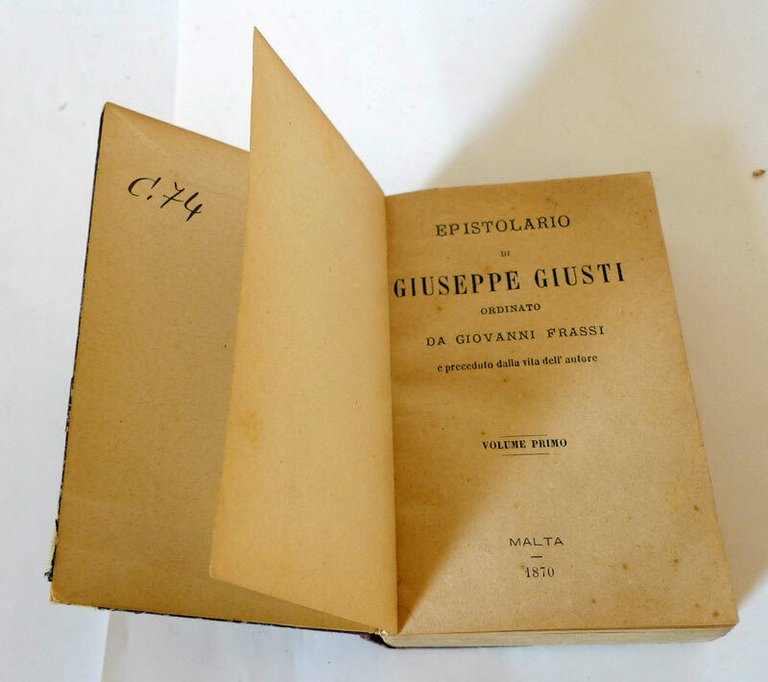 C.74
EPISTOLARIO
DI
GIUSEPPE GIUSTI
ORDINATO
DA GIOVANNI FRASSI
e preceduto dalla vita dell' autore
VOLUME PRIMO
MALTA
1870